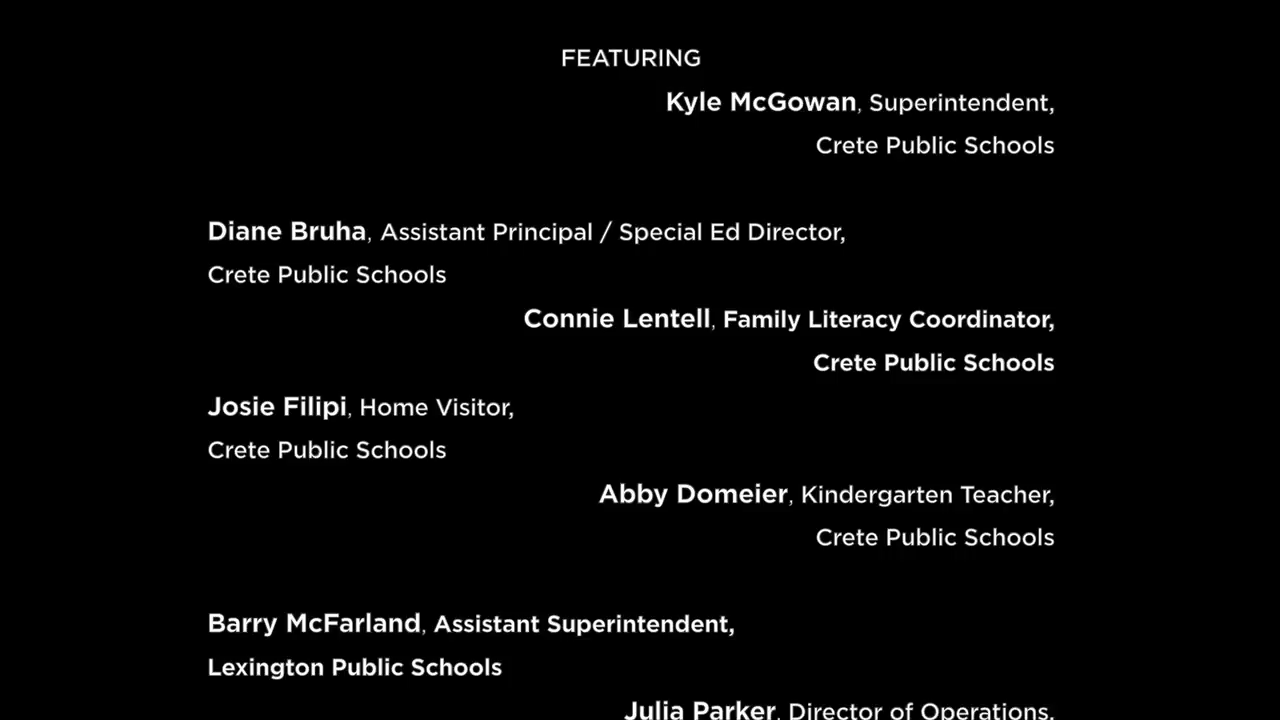 FEATURING
Kyle McGowan, Superintendent,
Crete Public Schools
Diane Bruha, Assistant Principal / Special Ed Director,
Crete Public Schools
Connie Lentell, Family Literacy Coordinator,
Crete Public Schools
Josie Filipi, Home Visitor,
Crete Public Schools
Abby Domeier, Kindergarten Teacher,
Crete Public Schools
Barry McFarland, Assistant Superintendent,
Lexington Public Schools
Julia Parker, Director of Operations,